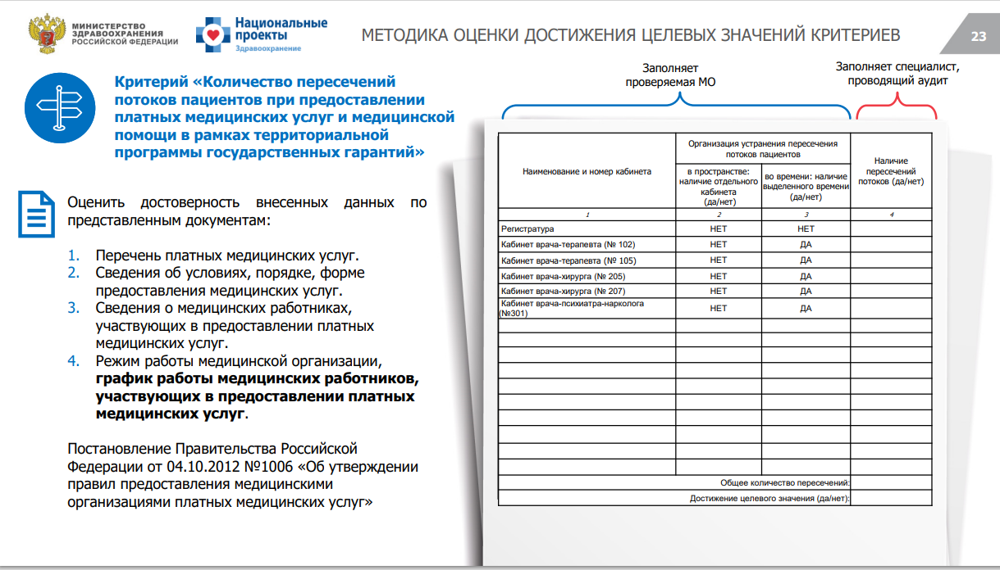 МИНИСТЕРСТВО
ЗДРАВООХРАНЕНИЯ
РОССИЙСКОЙ ФЕДЕРАЦИИ
Национальные
проекты
Здравоохранение
МЕТОДИКА ОЦЕНКИ ДОСТИЖЕНИЯ ЦЕЛЕВЫХ ЗНАЧЕНИЙ КРИТЕРИЕВ
23
Критерий «Количество пересечений
потоков пациентов при предоставлении
платных медицинских услуг и медицинской
помощи в рамках территориальной
программы государственных гарантий»
Оценить достоверность внесенных данных по
представленным документам:
1. Перечень платных медицинских услуг.
2. Сведения об условиях, порядке, форме
предоставления медицинских услуг.
3. Сведения о медицинских работниках,
участвующих в предоставлении платных
медицинских услуг.
4. Режим работы медицинской организации,
график работы медицинских работников,
участвующих в предоставлении платных
медицинских услуг.
Постановление Правительства Российской
Федерации от 04.10.2012 №1006 «Об утверждении
правил предоставления медицинскими
организациями платных медицинских услуг»
Заполняет
проверяемая МО
Заполняет специалист,
проводящий аудит
Наименование и номер кабинета
Организация устранения пересечения
потоков пациентов
в пространстве:
наличие отдельного
кабинета
(да/нет)
во времени: наличие
выделенного времени
(да/нет)
Наличие
пересечений
потоков (да/нет)
1 2 3 4
Регистратура НЕТ НЕТ
Кабинет врача-терапевта (№ 102) НЕТ ДА
Кабинет врача-терапевта (№ 105) НЕТ ДА
Кабинет врача-хирурга (№ 205) НЕТ ДА
Кабинет врача-хирурга (№ 207) НЕТ ДА
Кабинет врача-психиатра-нарколога
(№301) НЕТ ДА
Общее количество пересечений:
Достижение целевого значения (да/нет):